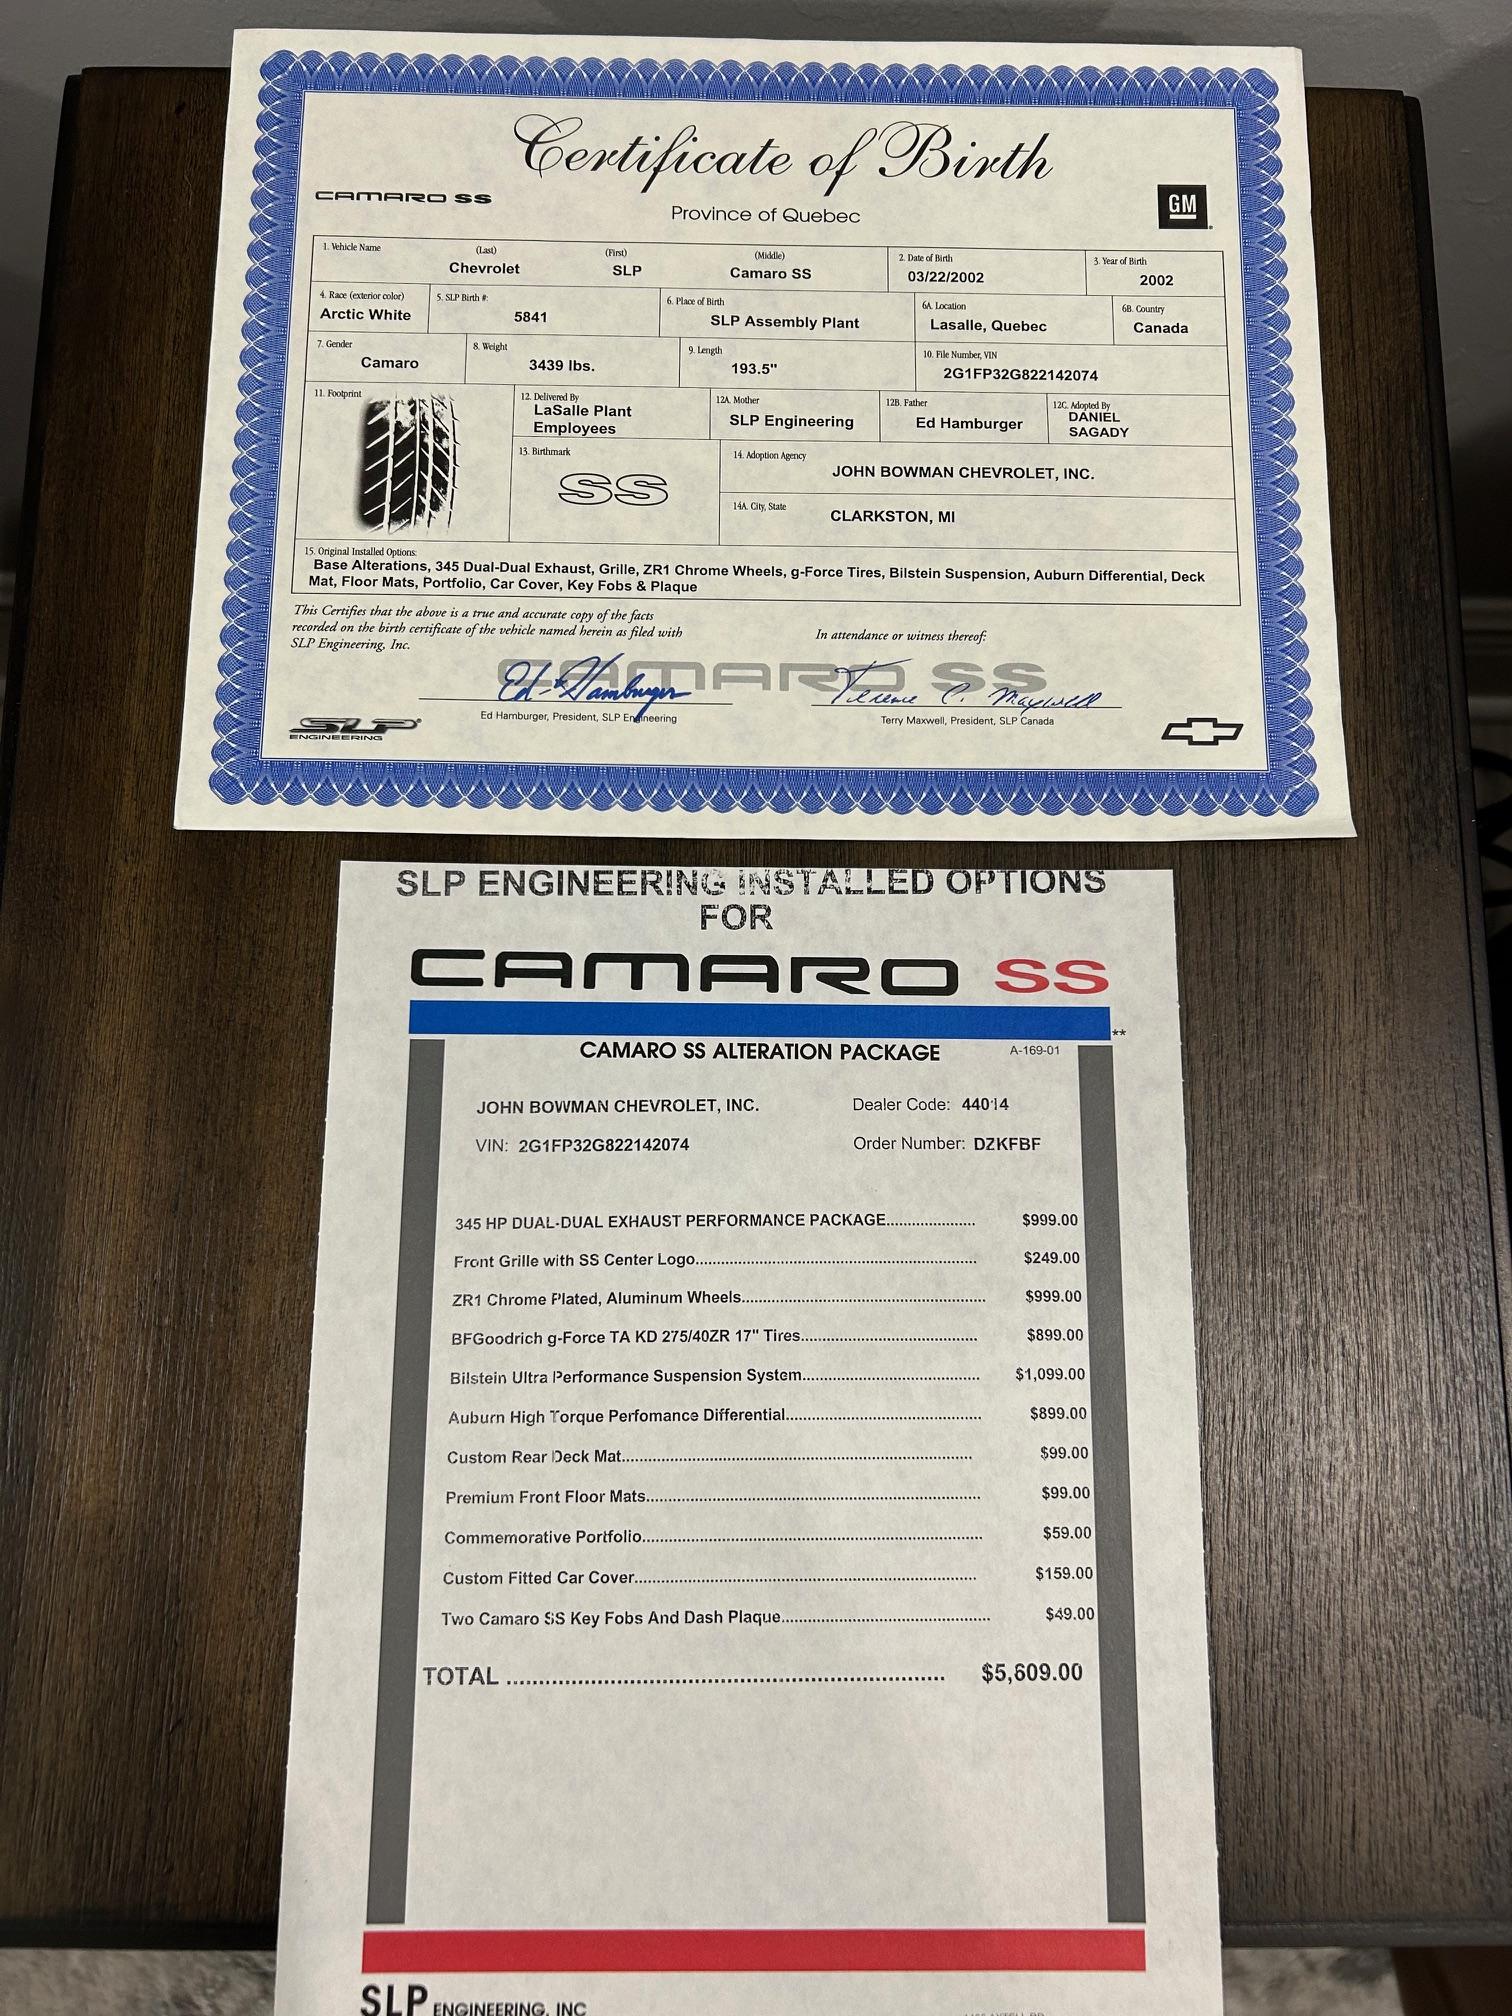 Certificate of Birth
CAMARO SS
Province of Quebec
GM
1. Vehicle Name (Last) (First) (Middle)
Chevrolet SLP Camaro SS
2. Date of Birth
03/22/2002
3. Year of Birth
2002
4. Race (exterior color)
Arctic White
5. SLP Birth #:
5841
6. Place of Birth
SLP Assembly Plant
6A. Location
Lasalle, Quebec
6B. Country
Canada
7. Gender
Camaro
8. Weight
3439 lbs.
9. Length
193.5"
10. File Number, VIN
2G1FP32G822142074
11. Footprint
12. Delivered By
LaSalle Plant
Employees
12A. Mother
SLP Engineering
12B. Father
Ed Hamburger
12C. Adopted By
DANIEL
SAGADY
13. Birthmark
SS
14. Adoption Agency
JOHN BOWMAN CHEVROLET, INC.
14A. City, State
CLARKSTON, MI
15. Original Installed Options:
Base Alterations, 345 Dual-Dual Exhaust, Grille, ZR1 Chrome Wheels, g-Force Tires, Bilstein Suspension, Auburn Differential, Deck
Mat, Floor Mats, Portfolio, Car Cover, Key Fobs & Plaque
This Certifies that the above is a true and accurate copy of the facts
recorded on the birth certificate of the vehicle named herein as filed with
SLP Engineering, Inc.
In attendance or witness thereof:
CAMARO SS
Ed Hamburger
Terence C. Maxwell
Ed Hamburger, President, SLP Engineering
Terry Maxwell, President, SLP Canada
SLP
ENGINEERING
SLP ENGINEERING INSTALLED OPTIONS
FOR
CAMARO SS
**
CAMARO SS ALTERATION PACKAGE A-169-01
JOHN BOWMAN CHEVROLET, INC. Dealer Code: 44014
VIN: 2G1FP32G822142074 Order Number: DZKFBF
345 HP DUAL-DUAL EXHAUST PERFORMANCE PACKAGE..................... $999.00
Front Grille with SS Center Logo.................................................................... $249.00
ZR1 Chrome Plated, Aluminum Wheels.......................................................... $999.00
BFGoodrich g-Force TA KD 275/40ZR 17" Tires.......................................... $899.00
Bilstein Ultra Performance Suspension System.......................................... $1,099.00
Auburn High Torque Perfomance Differential............................................... $899.00
Custom Rear Deck Mat...................................................................................... $99.00
Premium Front Floor Mats................................................................................ $99.00
Commemorative Portfolio................................................................................. $59.00
Custom Fitted Car Cover................................................................................... $159.00
Two Camaro SS Key Fobs And Dash Plaque.................................................. $49.00
TOTAL ................................................................... $5,609.00
SLP ENGINEERING, INC